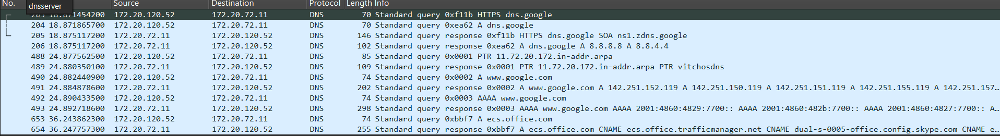 No. Source Destination Protocol Length Info
dnsserver
203 18.871454200 172.20.120.52 172.20.72.11 DNS 70 Standard query 0xf11b HTTPS dns.google
204 18.871865700 172.20.120.52 172.20.72.11 DNS 70 Standard query 0xea62 A dns.google
205 18.875117200 172.20.72.11 172.20.120.52 DNS 146 Standard query response 0xf11b HTTPS dns.google SOA ns1.zdns.google
206 18.875117200 172.20.72.11 172.20.120.52 DNS 102 Standard query response 0xea62 A dns.google A 8.8.8.8 A 8.8.4.4
488 24.877562500 172.20.120.52 172.20.72.11 DNS 85 Standard query 0x0001 PTR 11.72.20.172.in-addr.arpa
489 24.880350100 172.20.72.11 172.20.120.52 DNS 109 Standard query response 0x0001 PTR 11.72.20.172.in-addr.arpa PTR vitchosdns
490 24.882440900 172.20.120.52 172.20.72.11 DNS 74 Standard query 0x0002 A www.google.com
491 24.884878600 172.20.72.11 172.20.120.52 DNS 202 Standard query response 0x0002 A www.google.com A 142.251.152.119 A 142.251.150.119 A 142.251.151.119 A 142.251.155.119 A 142.251.157…
492 24.890433500 172.20.120.52 172.20.72.11 DNS 74 Standard query 0x0003 AAAA www.google.com
493 24.892718600 172.20.72.11 172.20.120.52 DNS 298 Standard query response 0x0003 AAAA www.google.com AAAA 2001:4860:4829:7700:: AAAA 2001:4860:482b:7700:: AAAA 2001:4860:4827:7700:: A…
653 36.243862300 172.20.120.52 172.20.72.11 DNS 74 Standard query 0xbbf7 A ecs.office.com
654 36.247757300 172.20.72.11 172.20.120.52 DNS 255 Standard query response 0xbbf7 A ecs.office.com CNAME ecs.office.trafficmanager.net CNAME dual-s-0005-office.config.skype.com CNAME e…